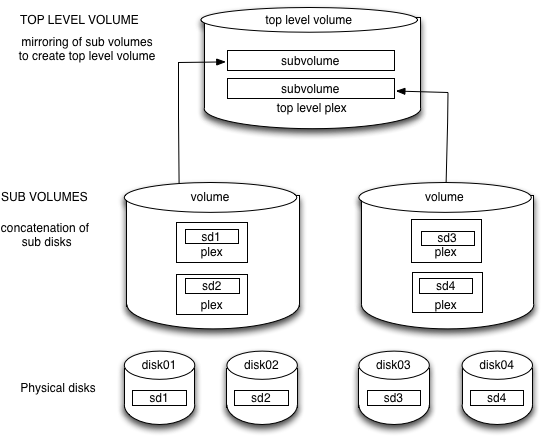 TOP LEVEL VOLUME
mirroring of sub volumes
to create top level volume
top level volume
subvolume
subvolume
top level plex
SUB VOLUMES
concatenation of
sub disks
volume
sd1
plex
sd2
plex
volume
sd3
plex
sd4
plex
Physical disks
disk01
sd1
disk02
sd2
disk03
sd3
disk04
sd4